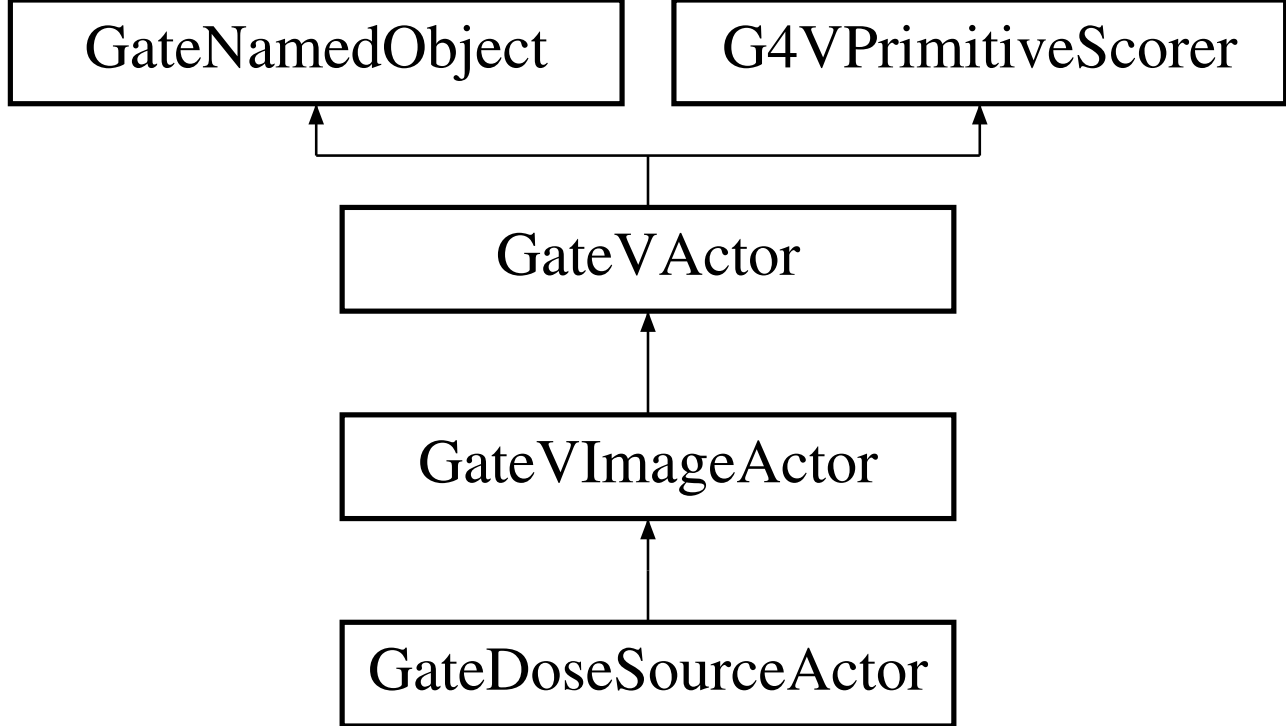 GateNamedObject
G4VPrimitiveScorer
GateVActor
GateVImageActor
GateDoseSourceActor